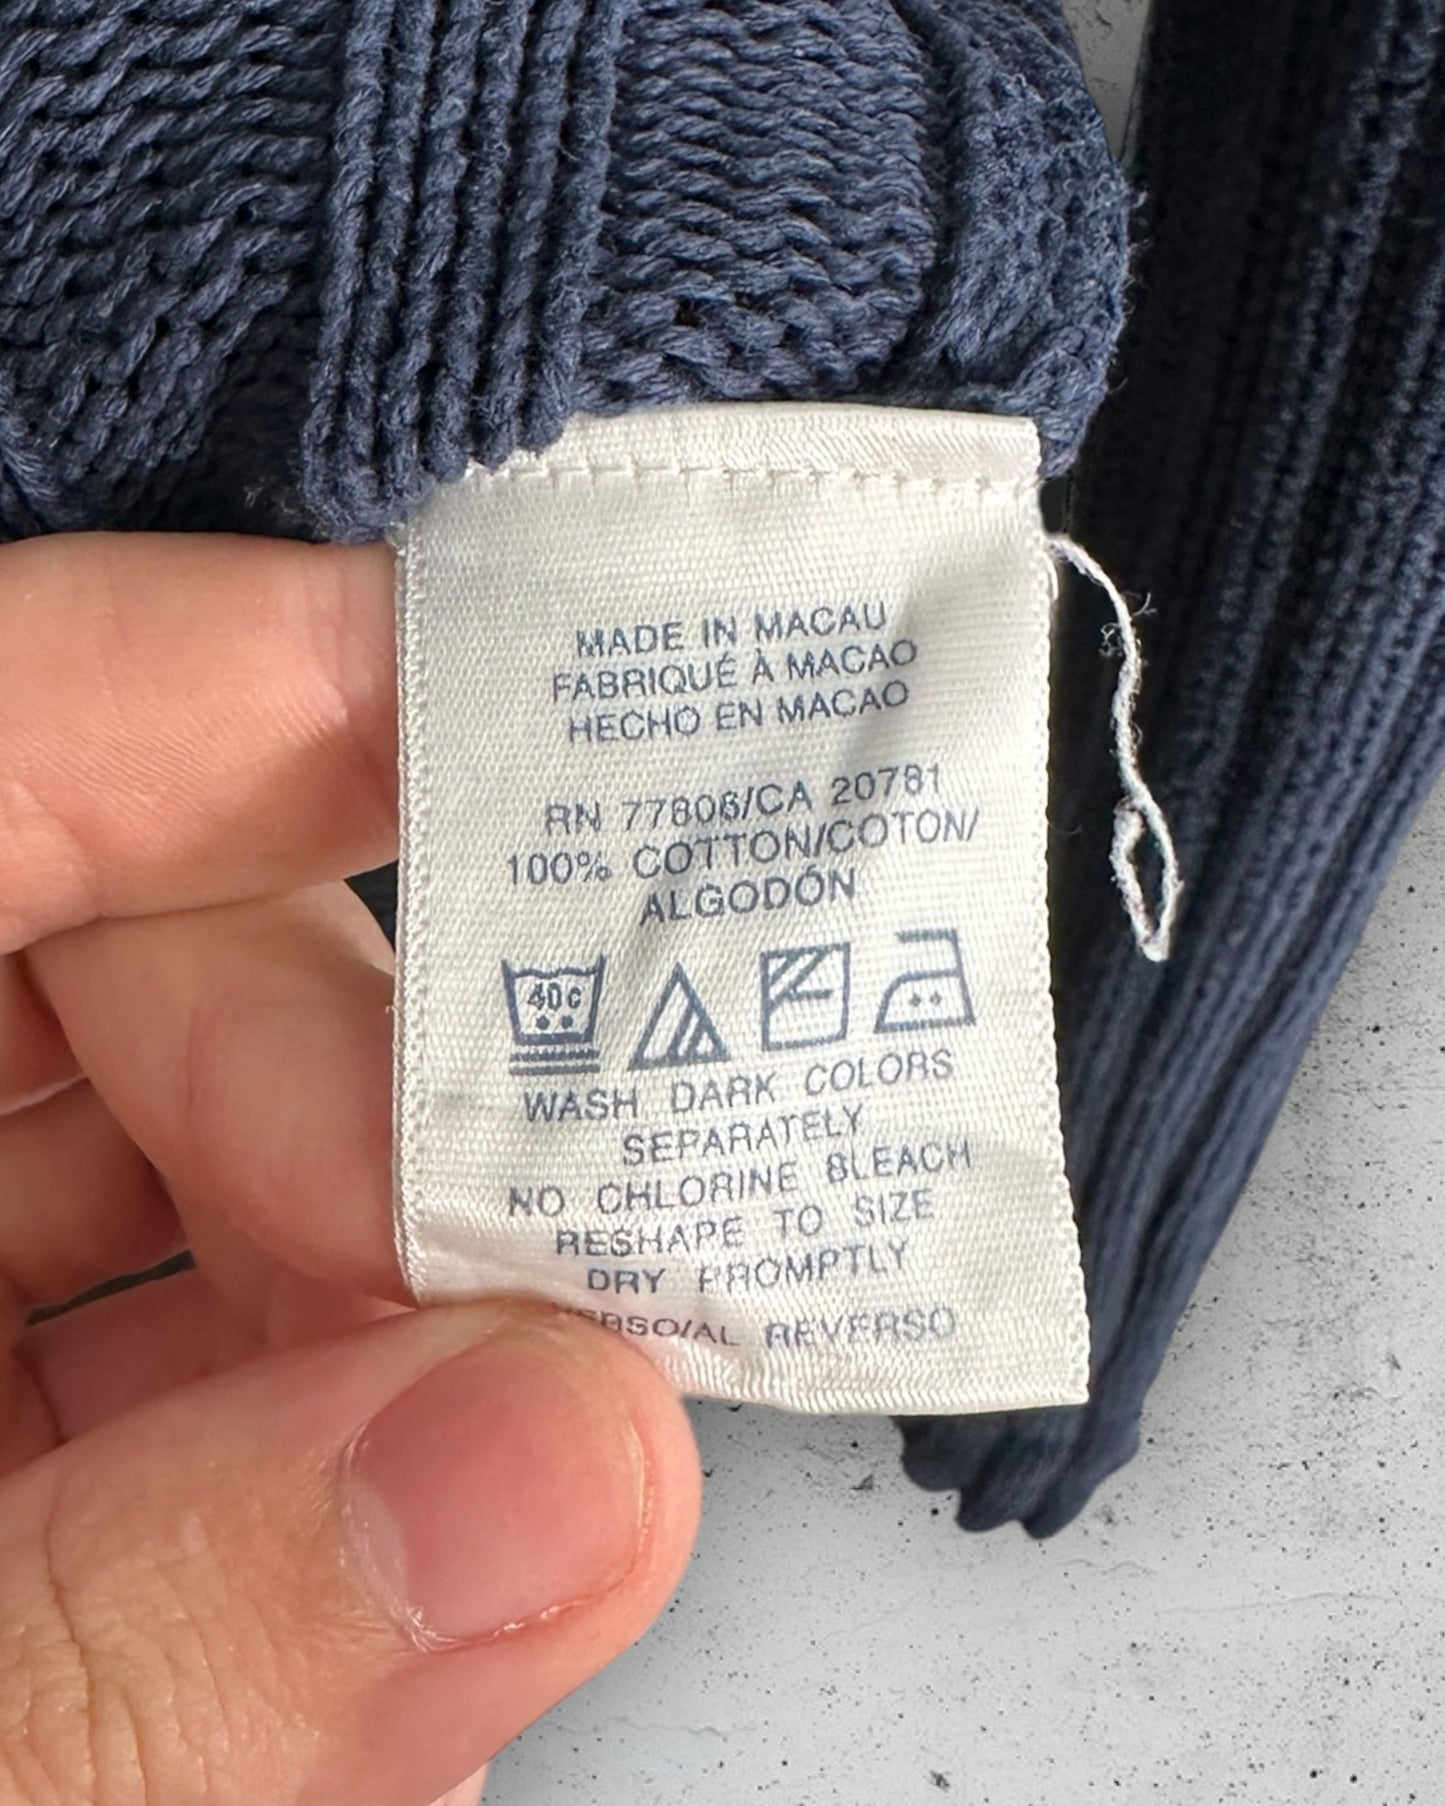 MADE IN MACAU
FABRIQUÉ À MACAO
HECHO EN MACAO
RN 77806/CA 20781
100% COTTON/COTON/
ALGODÓN
40c
WASH DARK COLORS
SEPARATELY
NO CHLORINE BLEACH
RESHAPE TO SIZE
DRY PROMPTLY
VERSO/AL REVERSO